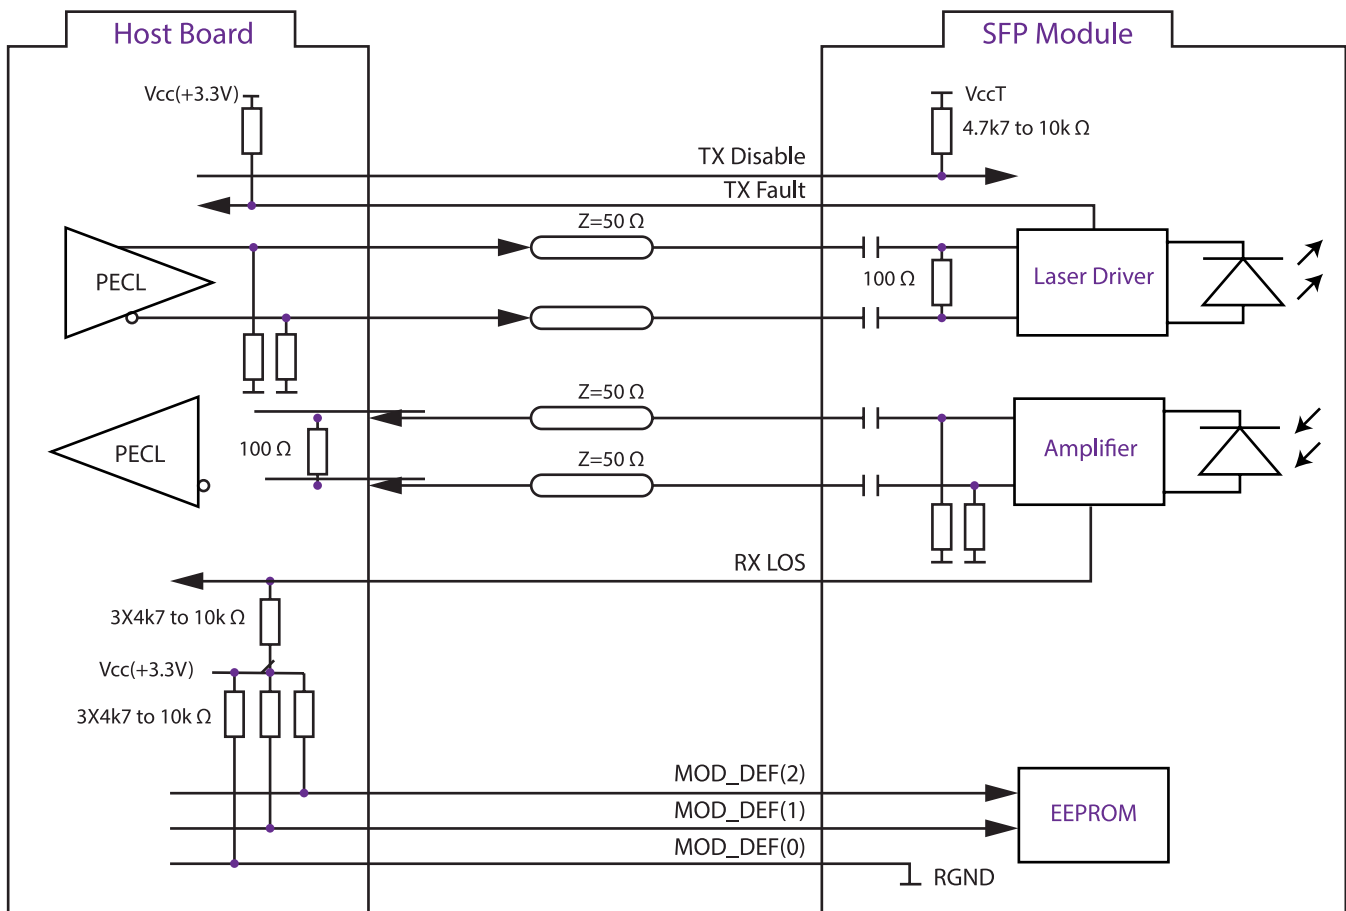 Host Board
SFP Module
Vcc(+3.3V)
VccT
4.7k7 to 10k Ω
TX Disable
TX Fault
Z=50 Ω
PECL
100 Ω
Laser Driver
Z=50 Ω
PECL
100 Ω
Z=50 Ω
Amplifier
RX LOS
3X4k7 to 10k Ω
Vcc(+3.3V)
3X4k7 to 10k Ω
MOD_DEF(2)
MOD_DEF(1)
EEPROM
MOD_DEF(0)
RGND